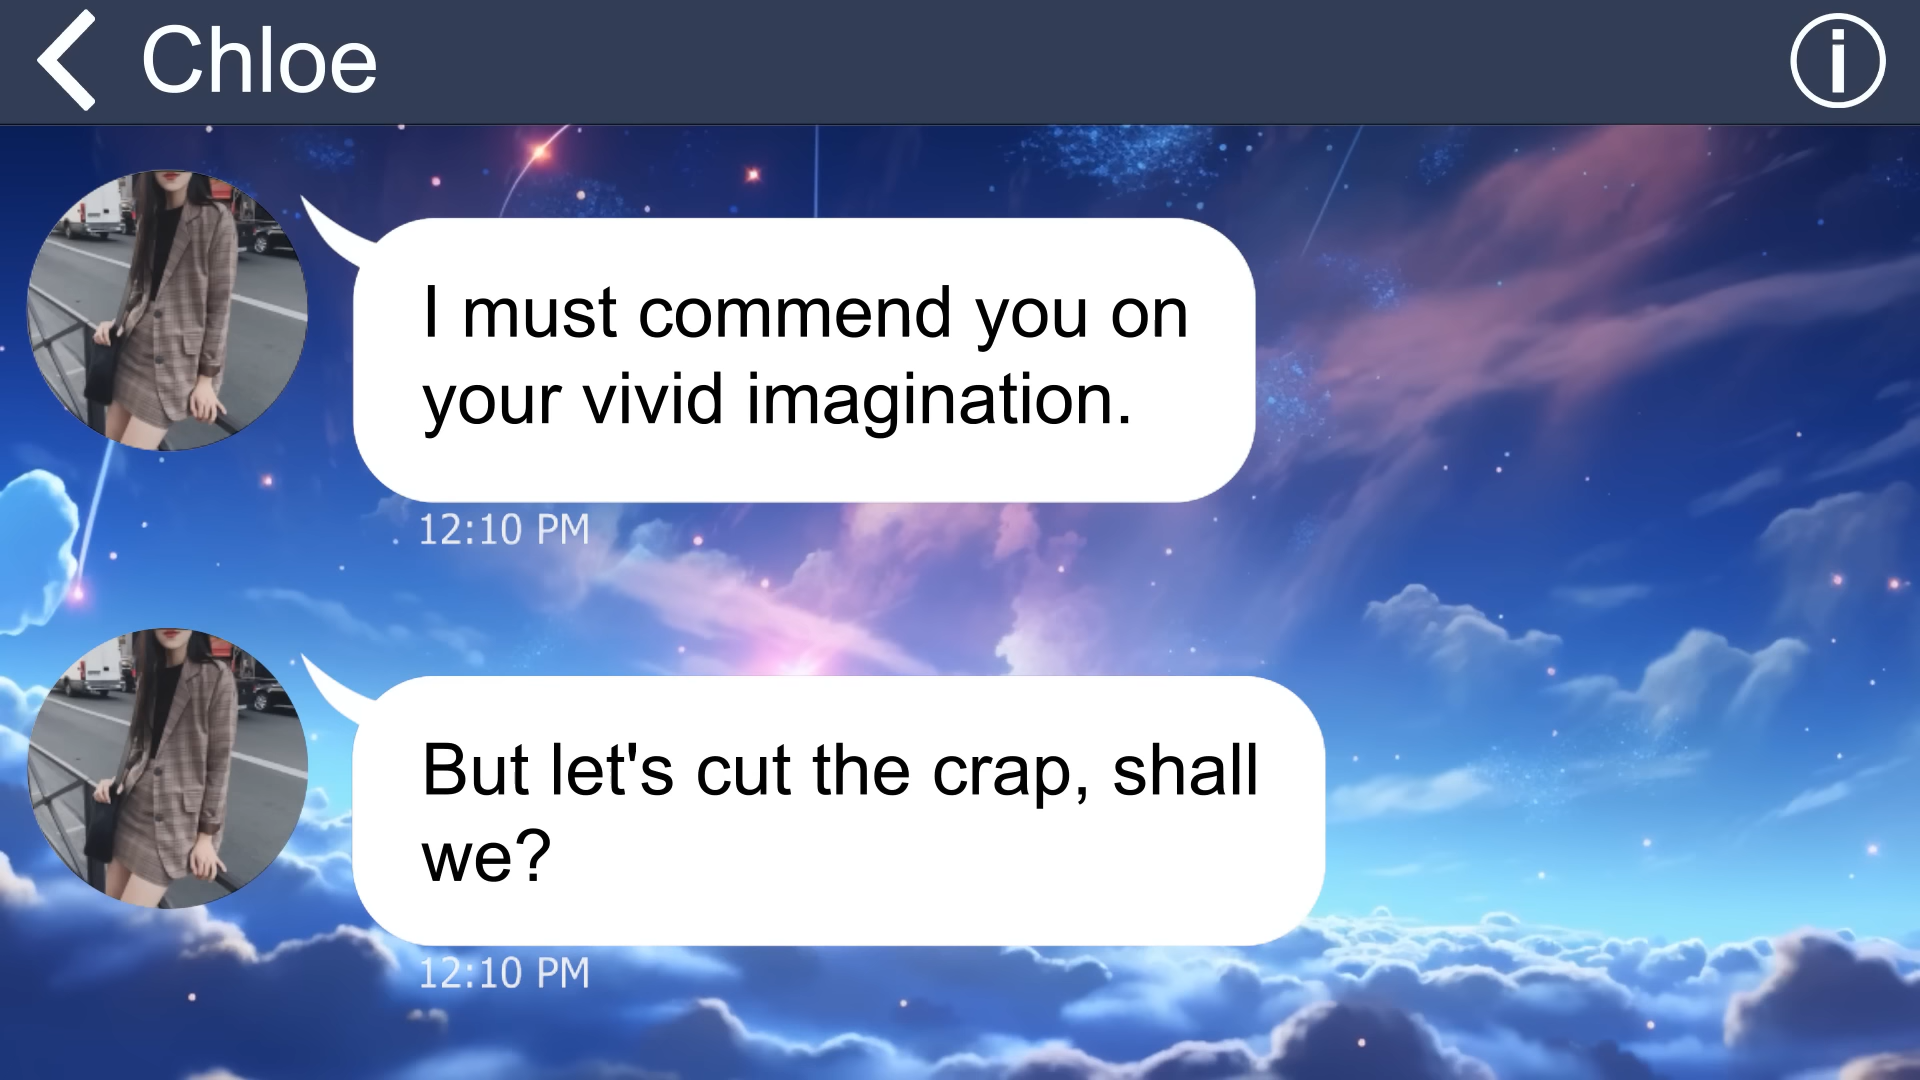 Chloe
I must commend you on
your vivid imagination.
12:10 PM
But let's cut the crap, shall
we?
12:10 PM